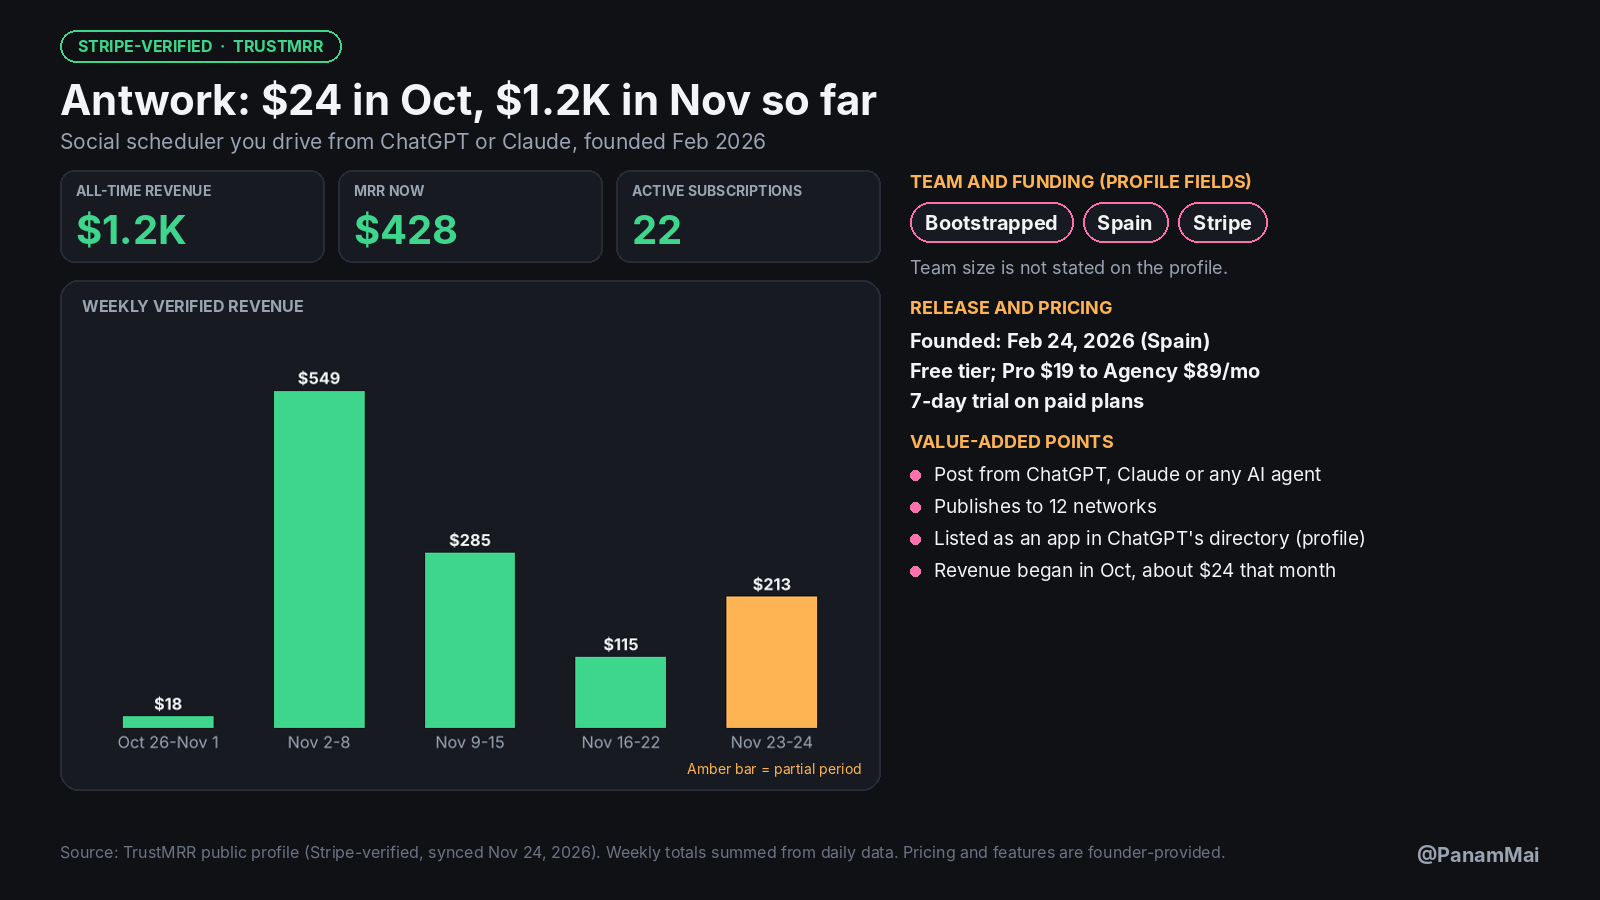 STRIPE-VERIFIED · TRUSTMRR
Antwork: $24 in Oct, $1.2K in Nov so far
Social scheduler you drive from ChatGPT or Claude, founded Feb 2026
ALL-TIME REVENUE
$1.2K
MRR NOW
$428
ACTIVE SUBSCRIPTIONS
22
WEEKLY VERIFIED REVENUE
$18
$549
$285
$115
$213
Oct 26-Nov 1
Nov 2-8
Nov 9-15
Nov 16-22
Nov 23-24
Amber bar = partial period
TEAM AND FUNDING (PROFILE FIELDS)
Bootstrapped
Spain
Stripe
Team size is not stated on the profile.
RELEASE AND PRICING
Founded: Feb 24, 2026 (Spain)
Free tier; Pro $19 to Agency $89/mo
7-day trial on paid plans
VALUE-ADDED POINTS
Post from ChatGPT, Claude or any AI agent
Publishes to 12 networks
Listed as an app in ChatGPT's directory (profile)
Revenue began in Oct, about $24 that month
Source: TrustMRR public profile (Stripe-verified, synced Nov 24, 2026). Weekly totals summed from daily data. Pricing and features are founder-provided.
@PanamMai